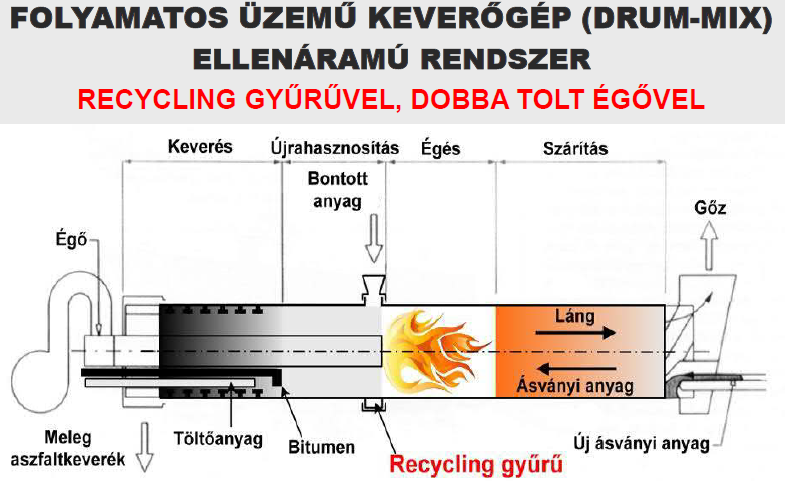 FOLYAMATOS ÜZEMŰ KEVERŐGÉP (DRUM-MIX)
ELLENÁRAMÚ RENDSZER
RECYCLING GYŰRŰVEL, DOBBA TOLT ÉGŐVEL
Keverés
Újrahasznosítás
Égés
Szárítás
Bontott
anyag
Gőz
Égő
Láng
Ásványi anyag
Meleg
aszfaltkeverék
Töltőanyag
Bitumen
Recycling gyűrű
Új ásványi anyag